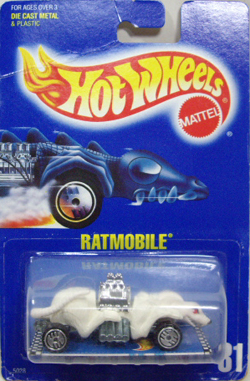 FOR AGES OVER 3
DIE CAST METAL
& PLASTIC
Hot Wheels
MATTEL
RATMOBILE®
81